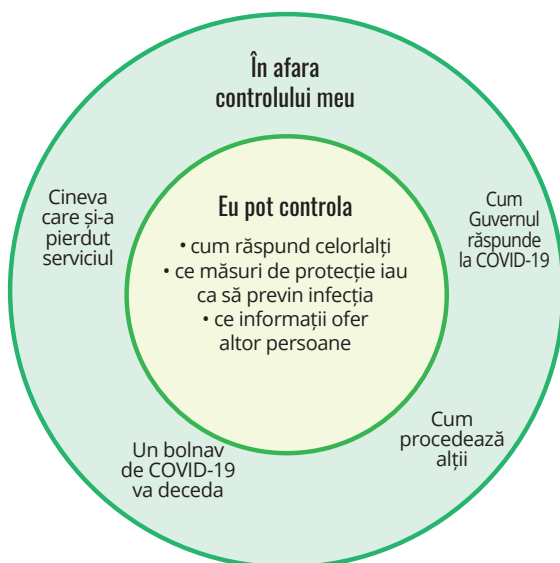 În afara
controlului meu
Cineva
care și-a
pierdut
serviciul
Cum
Guvernul
răspunde
la COVID-19
Eu pot controla
• cum răspund celorlalți
• ce măsuri de protecție iau
ca să previn infecția
• ce informații ofer
altor persoane
Un bolnav
de COVID-19
va deceda
Cum
procedează
alții